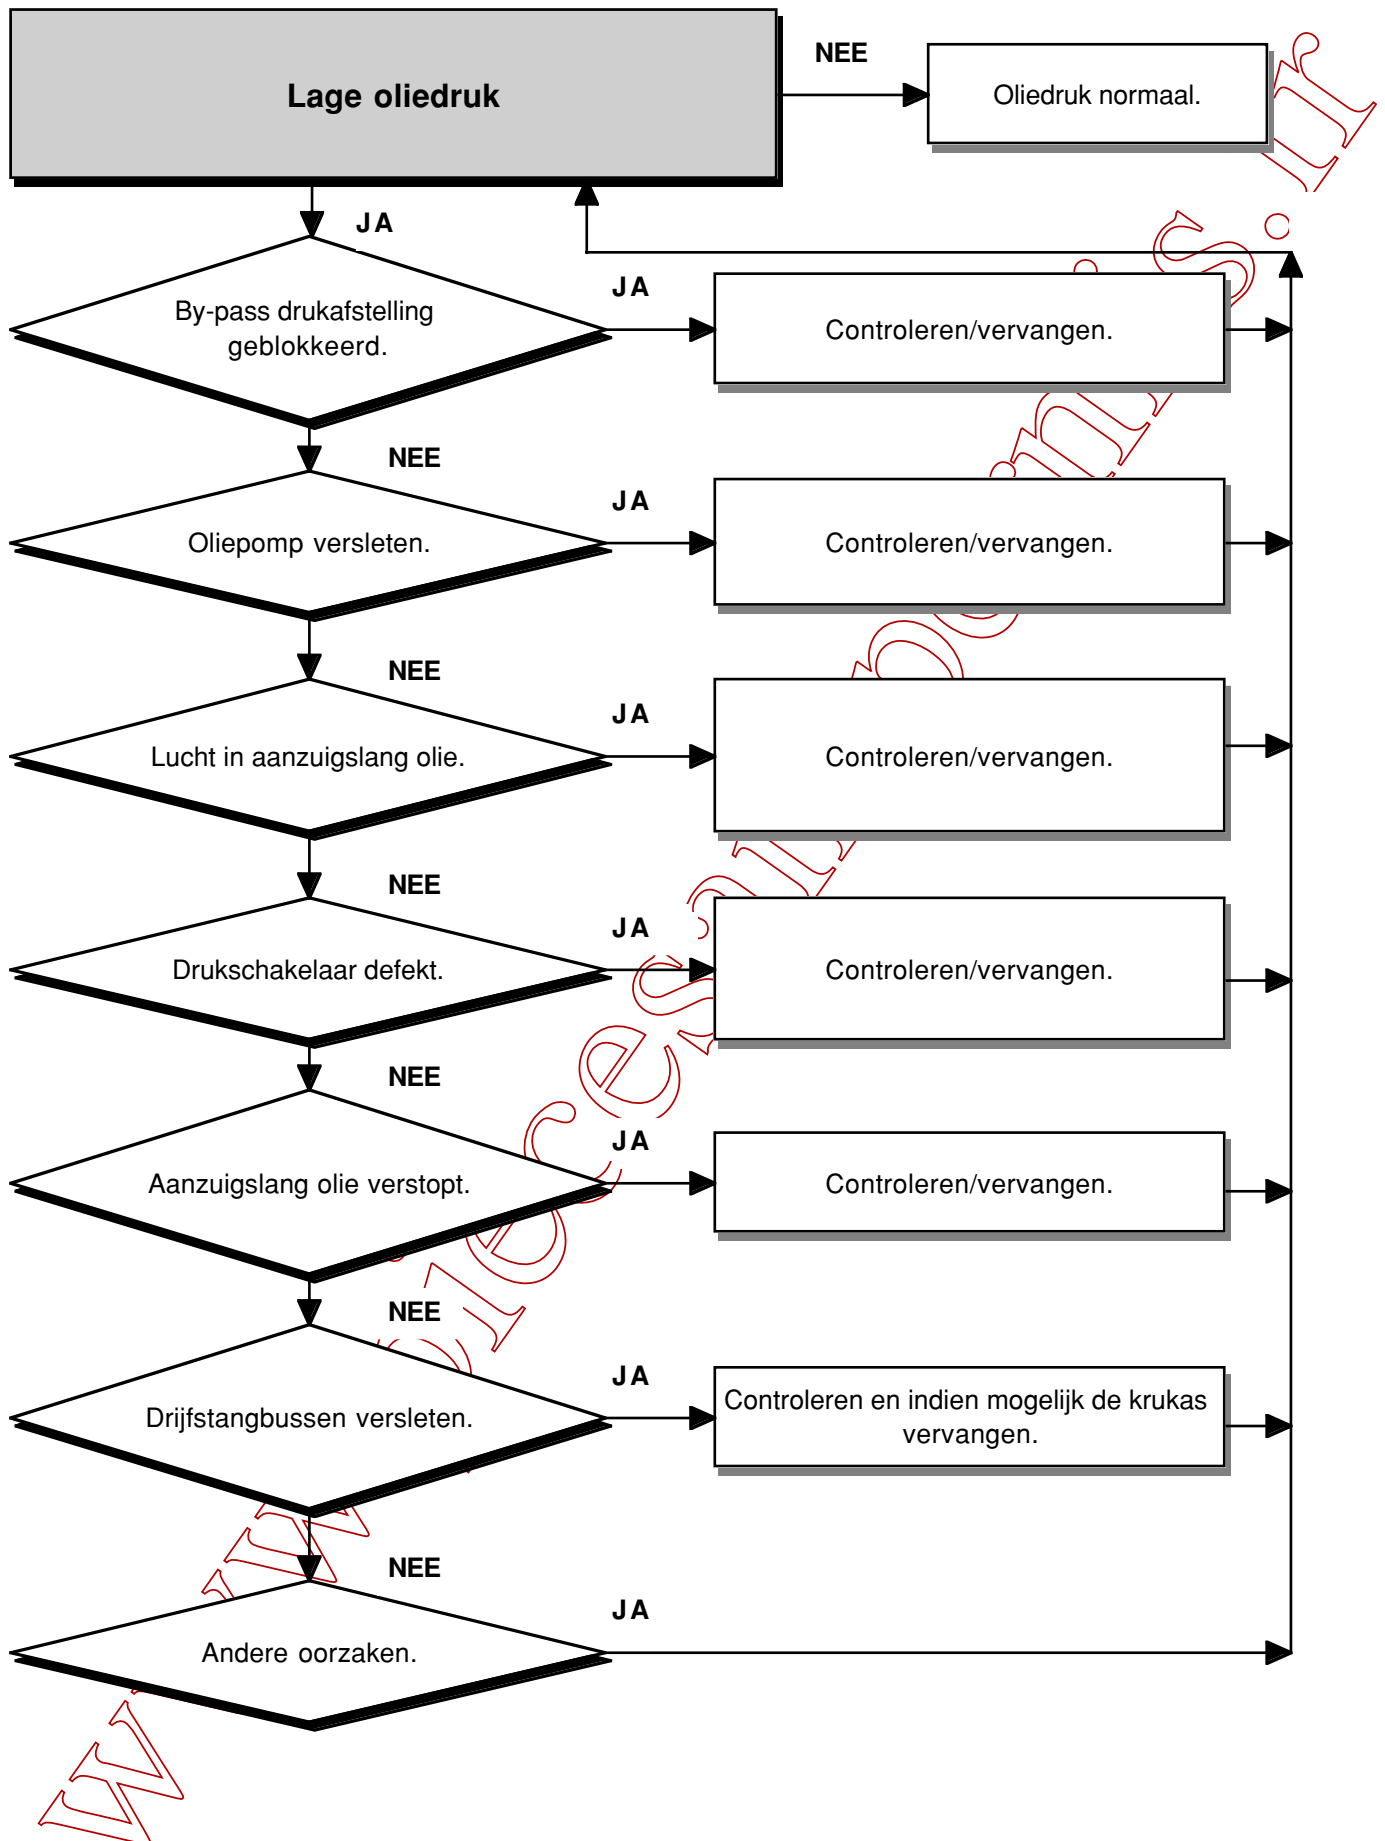 Lage oliedruk
NEE
Oliedruk normaal.
JA
By-pass drukafstelling
geblokkeerd.
JA
Controleren/vervangen.
NEE
Oliepomp versleten.
JA
Controleren/vervangen.
NEE
Lucht in aanzuigslang olie.
JA
Controleren/vervangen.
NEE
Drukschakelaar defekt.
JA
Controleren/vervangen.
NEE
Aanzuigslang olie verstopt.
JA
Controleren/vervangen.
NEE
Drijfstangbussen versleten.
JA
Controleren en indien mogelijk de krukas
vervangen.
NEE
Andere oorzaken.
JA